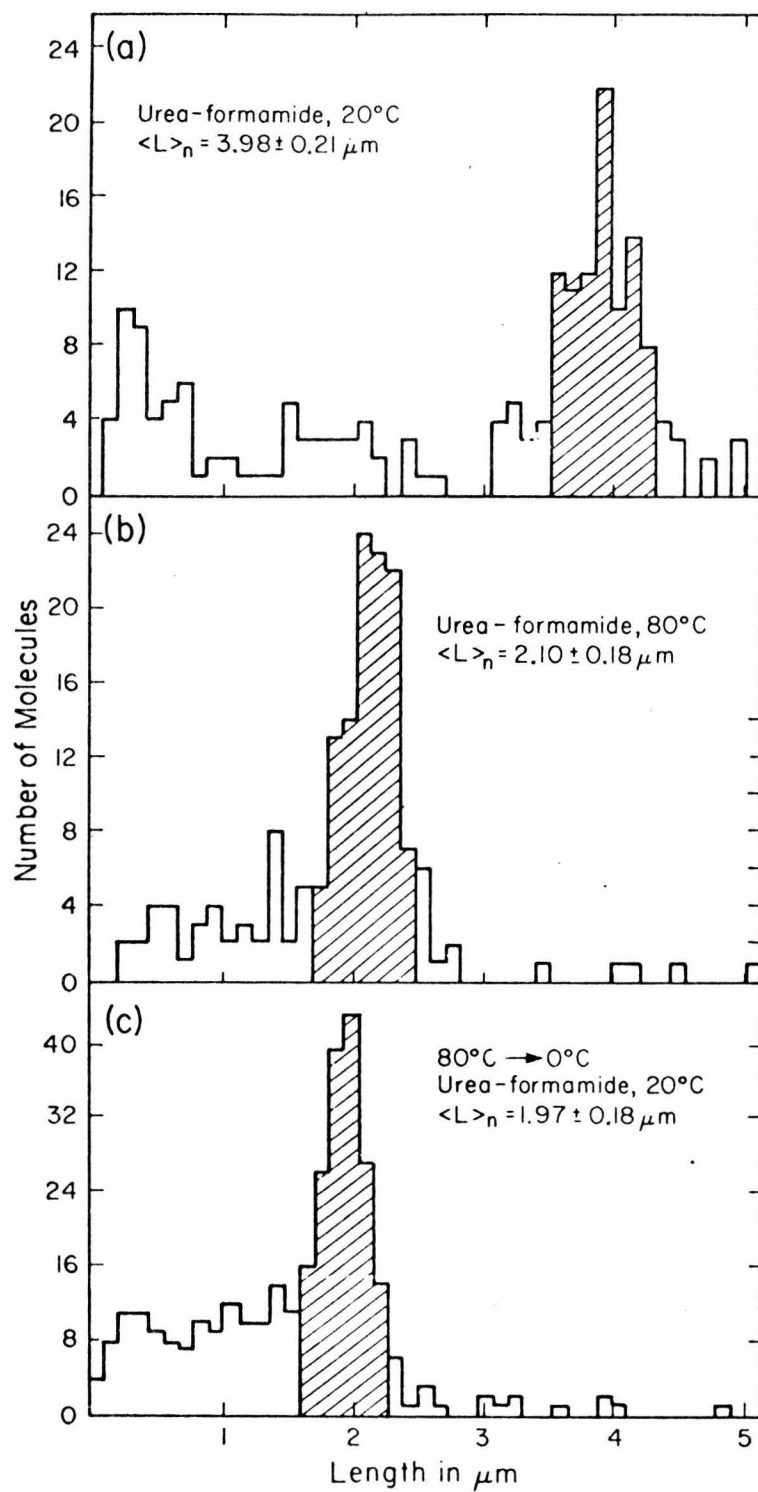 (a)
Urea-formamide, 20°C
<L>n = 3.98 ± 0.21 μm
24
20
16
12
8
4
0
(b)
Urea-formamide, 80°C
<L>n = 2.10 ± 0.18 μm
24
20
16
12
8
4
0
Number of Molecules
(c)
80°C → 0°C
Urea-formamide, 20°C
<L>n = 1.97 ± 0.18 μm
40
32
24
16
8
0
1 2 3 4 5
Length in μm